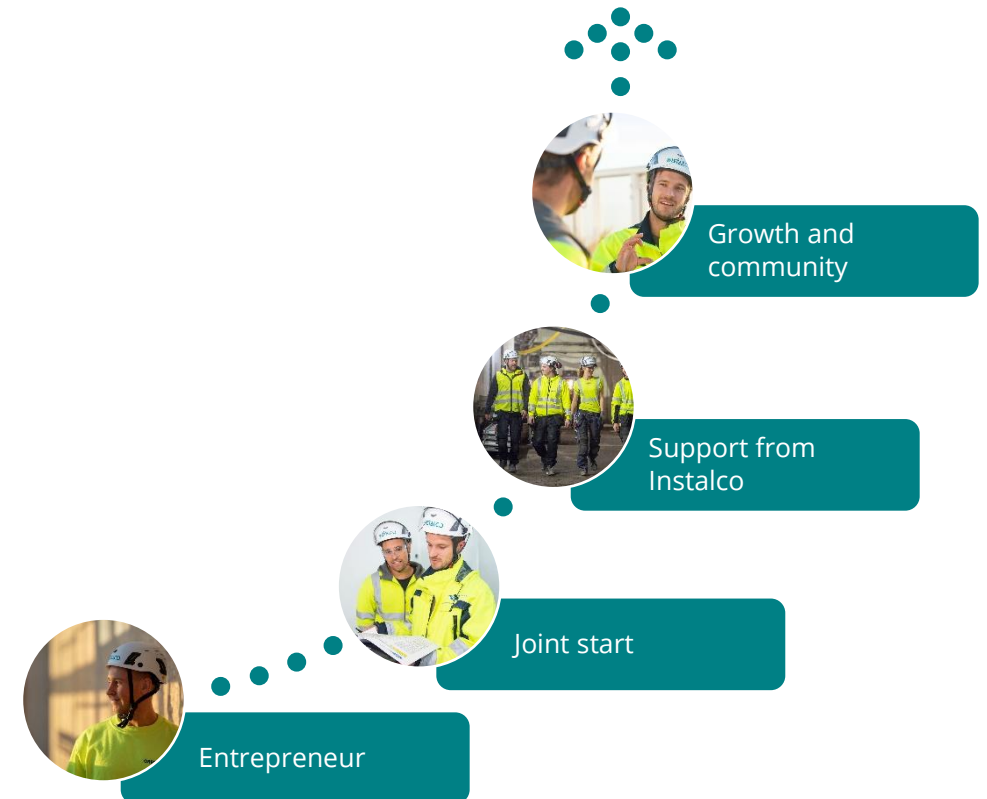 Growth and
community
Support from
Instalco
Joint start
Entrepreneur